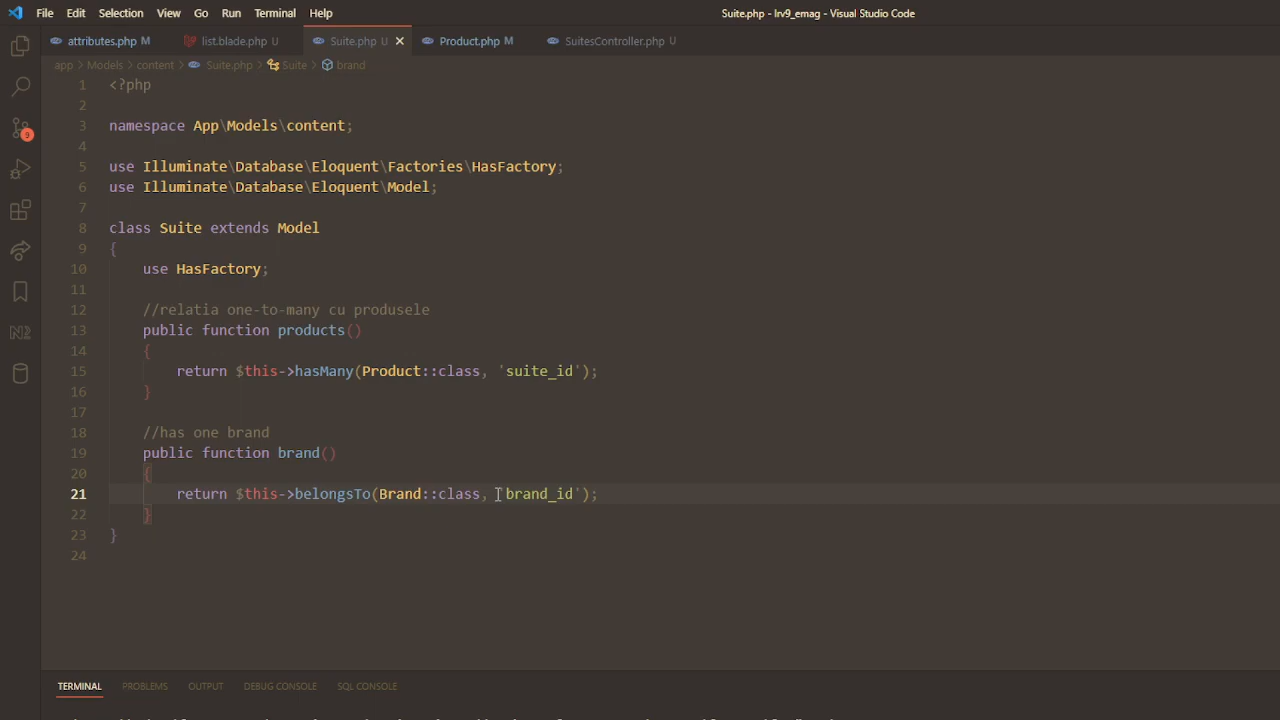 File Edit Selection View Go Run Terminal Help Suite.php - lrv9_emag - Visual Studio Code
attributes.php M list.blade.php U Suite.php U Product.php M SuitesController.php U
app > Models > content > Suite.php > Suite > brand
1 <?php
2
3 namespace App\Models\content;
4
5 use Illuminate\Database\Eloquent\Factories\HasFactory;
6 use Illuminate\Database\Eloquent\Model;
7
8 class Suite extends Model
9 {
10 use HasFactory;
11
12 //relatia one-to-many cu produsele
13 public function products()
14 {
15 return $this->hasMany(Product::class, 'suite_id');
16 }
17
18 //has one brand
19 public function brand()
20 {
21 return $this->belongsTo(Brand::class, 'brand_id');
22 }
23 }
24
9
N2
TERMINAL PROBLEMS OUTPUT DEBUG CONSOLE SQL CONSOLE